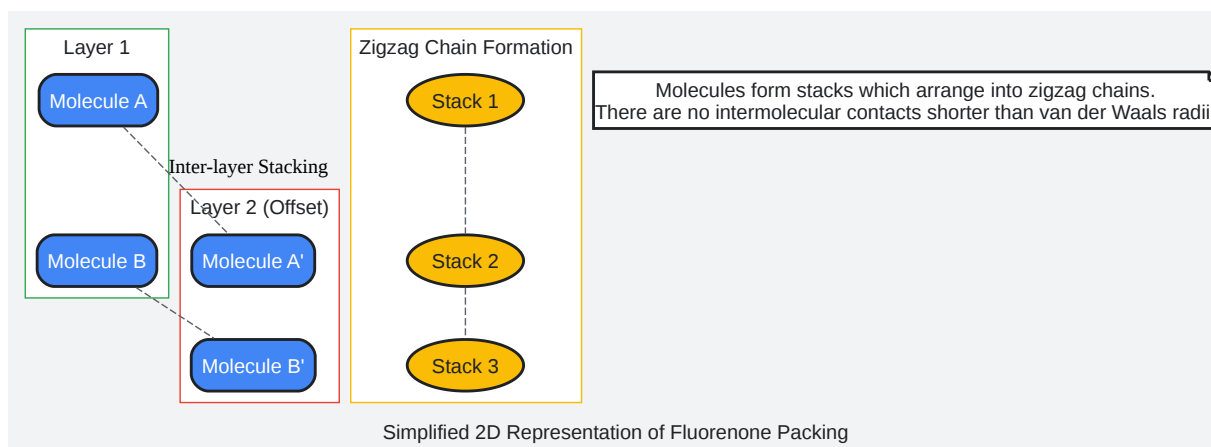 Layer 1
Molecule A
Molecule B
Inter-layer Stacking
Layer 2 (Offset)
Molecule A'
Molecule B'
Zigzag Chain Formation
Stack 1
Stack 2
Stack 3
Molecules form stacks which arrange into zigzag chains.
There are no intermolecular contacts shorter than van der Waals radii
Simplified 2D Representation of Fluorenone Packing